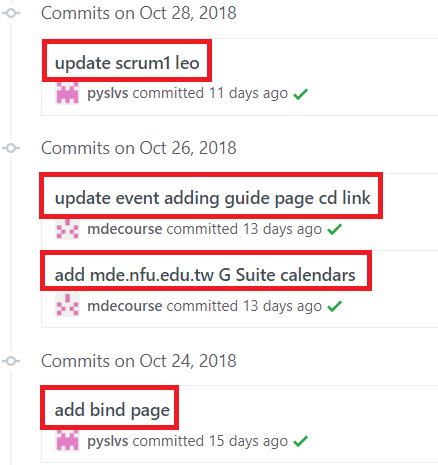 Commits on Oct 28, 2018
update scrum1 leo
pyslvs committed 11 days ago
Commits on Oct 26, 2018
update event adding guide page cd link
mdecourse committed 13 days ago
add mde.nfu.edu.tw G Suite calendars
mdecourse committed 13 days ago
Commits on Oct 24, 2018
add bind page
pyslvs committed 15 days ago